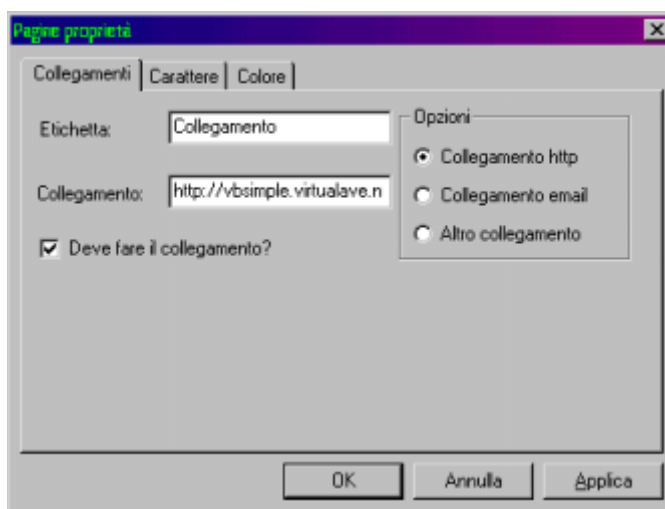 Pagine proprietà
Collegamenti Carattere Colore
Etichetta: Collegamento
Collegamento: http://vbsimple.virtualave.n
Deve fare il collegamento?
Opzioni
Collegamento http
Collegamento email
Altro collegamento
OK Annulla Applica